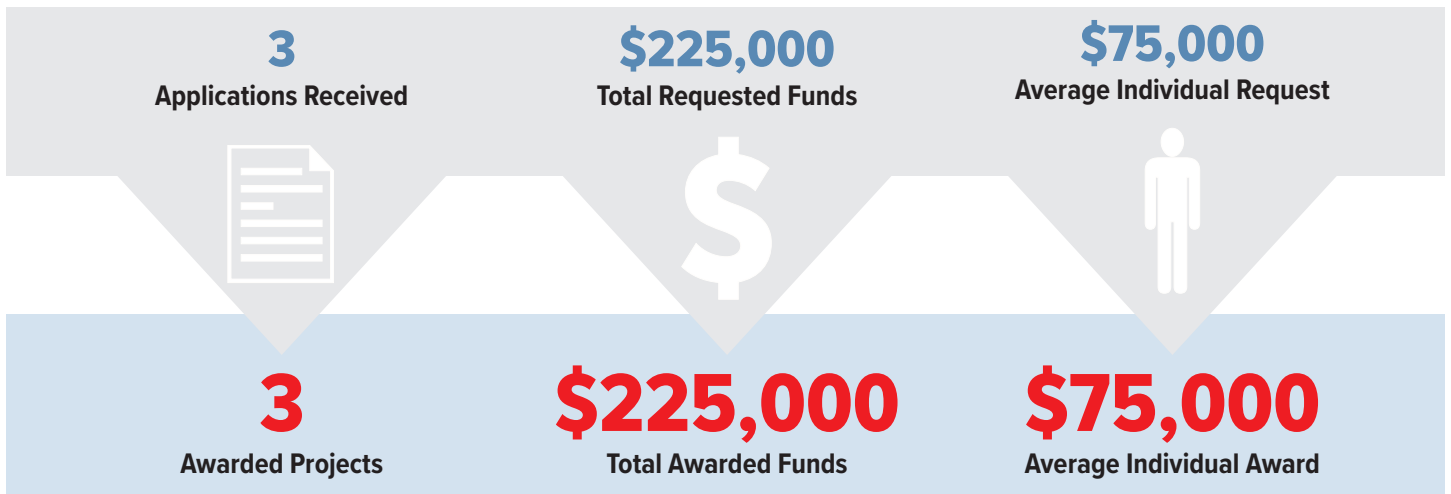 3
Applications Received
$225,000
Total Requested Funds
$75,000
Average Individual Request
$
3
Awarded Projects
$225,000
Total Awarded Funds
$75,000
Average Individual Award